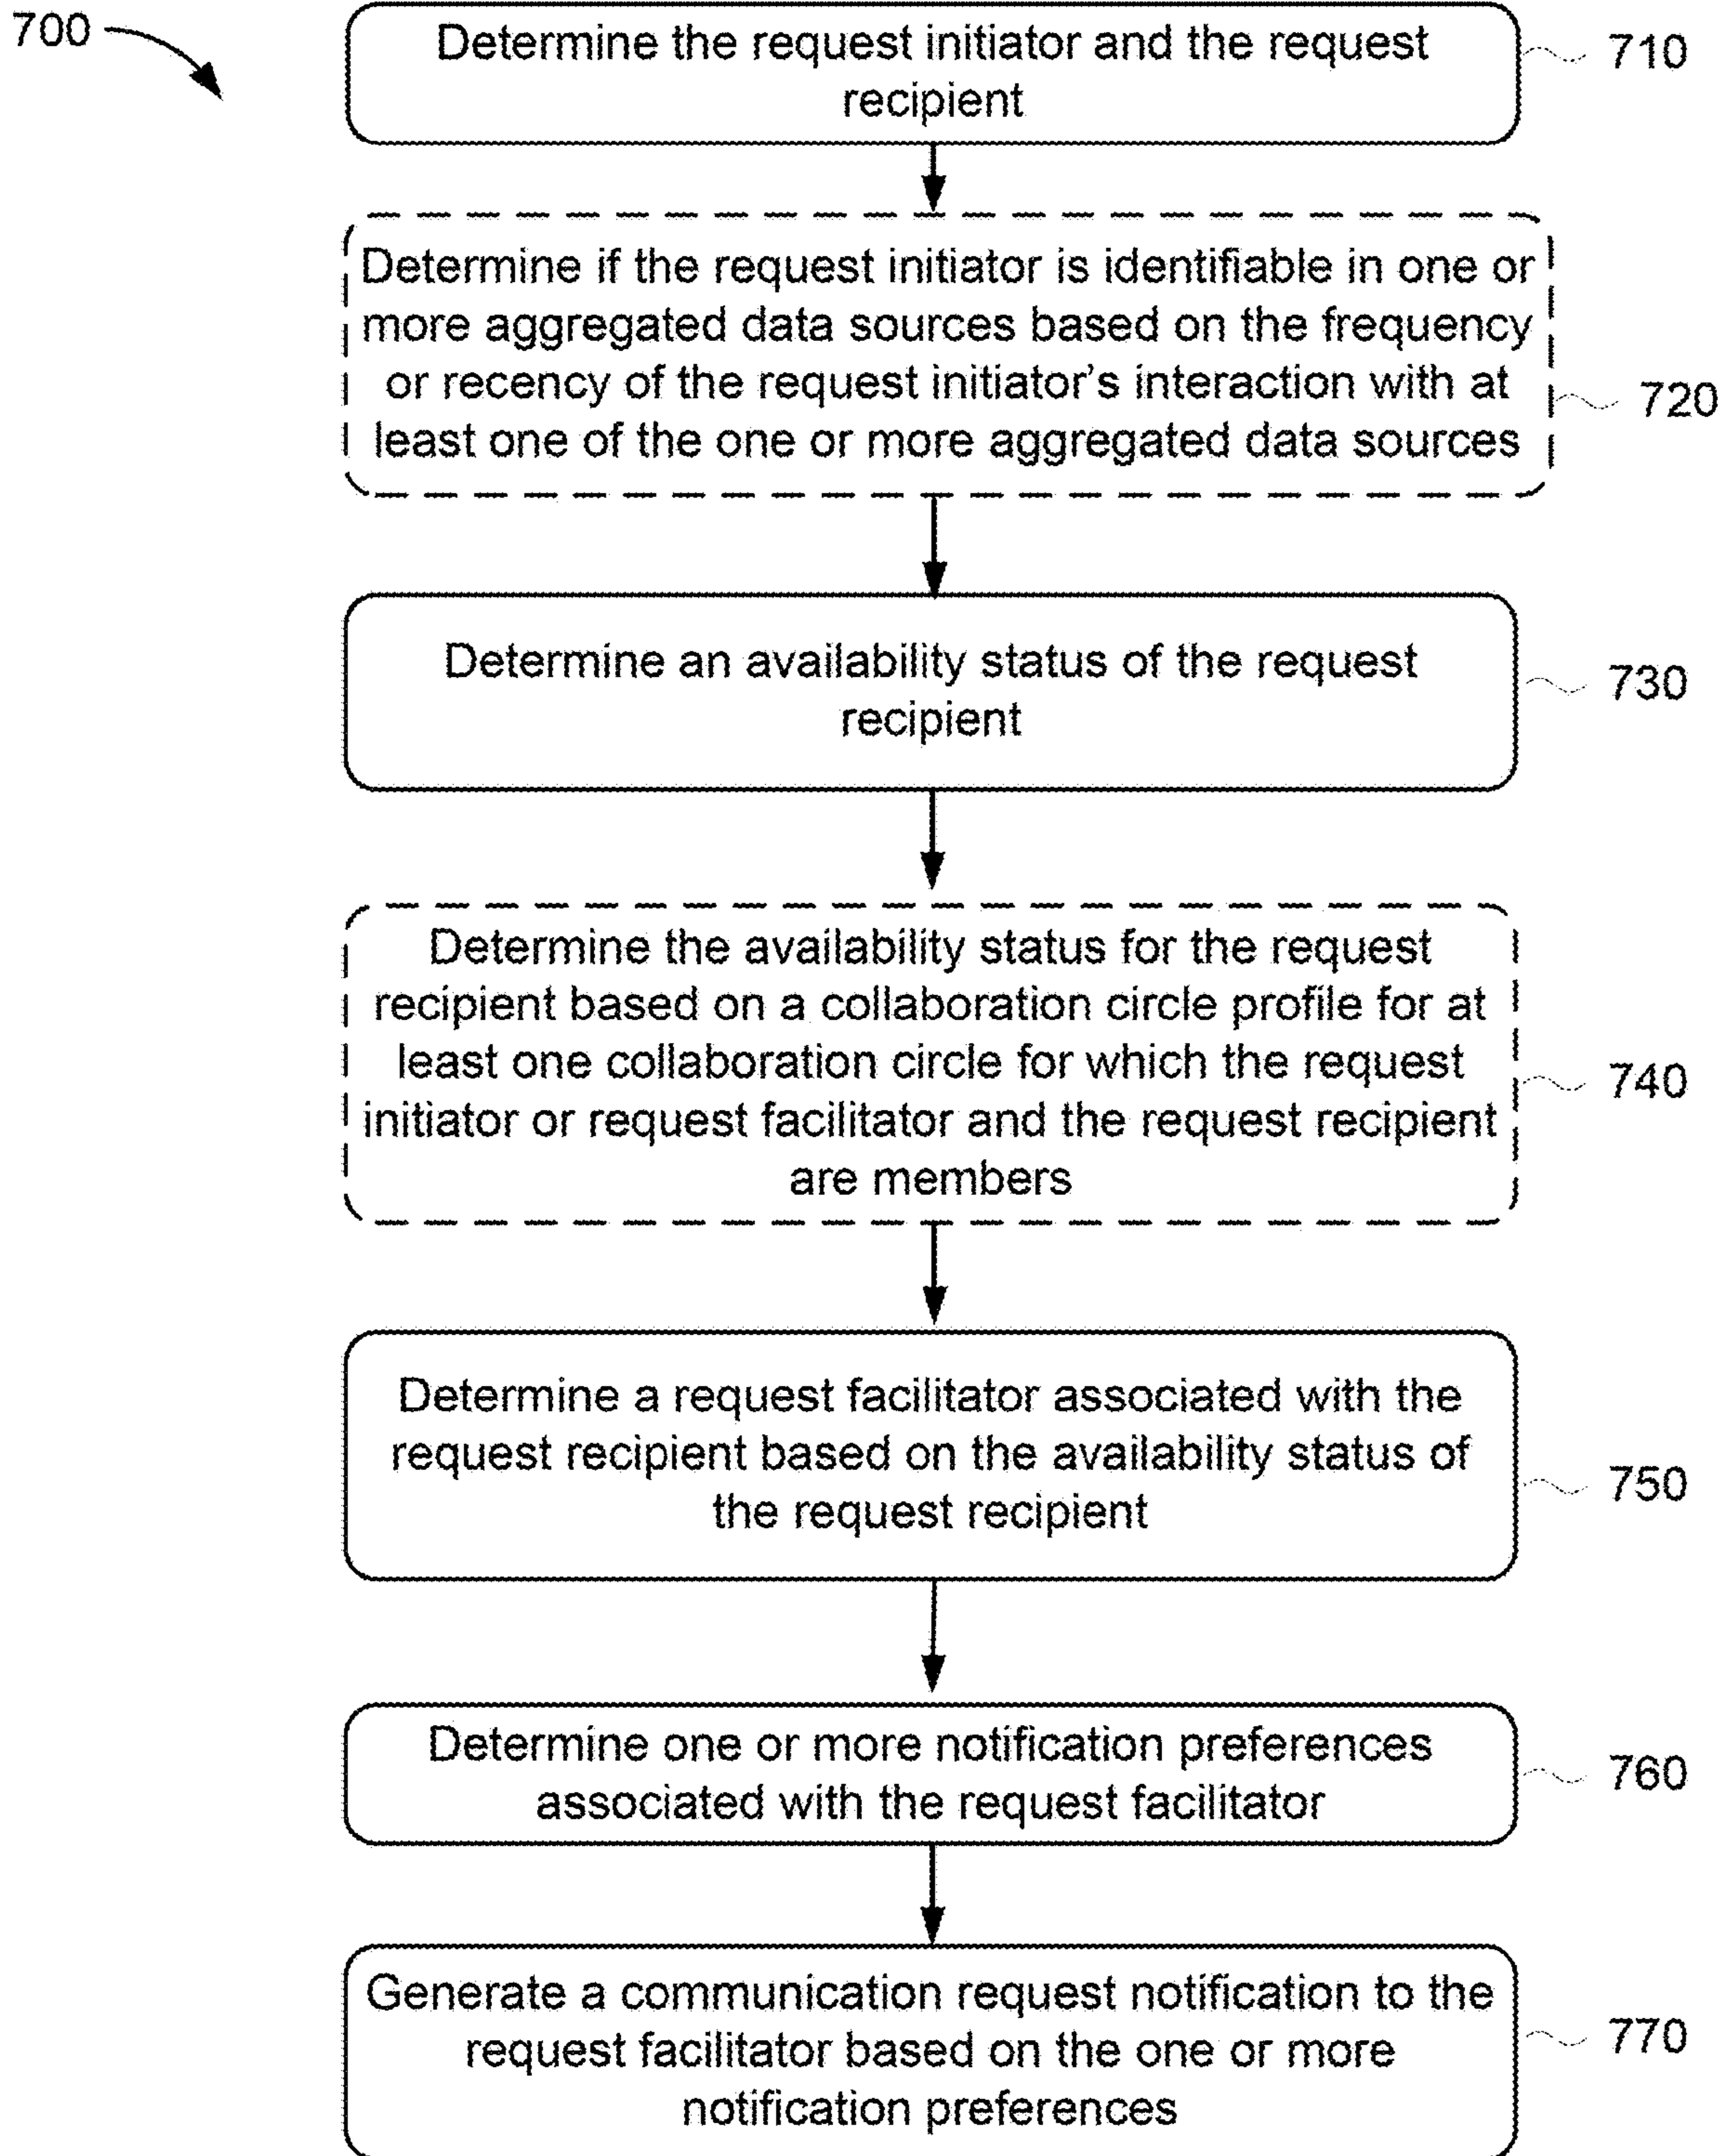 700
Determine the request initiator and the request
recipient
710
Determine if the request initiator is identifiable in one or
more aggregated data sources based on the frequency
or recency of the request initiator's interaction with at
least one of the one or more aggregated data sources
720
Determine an availability status of the request
recipient
730
Determine the availability status for the request
recipient based on a collaboration circle profile for at
least one collaboration circle for which the request
initiator or request facilitator and the request recipient
are members
740
Determine a request facilitator associated with the
request recipient based on the availability status of
the request recipient
750
Determine one or more notification preferences
associated with the request facilitator
760
Generate a communication request notification to the
request facilitator based on the one or more
notification preferences
770